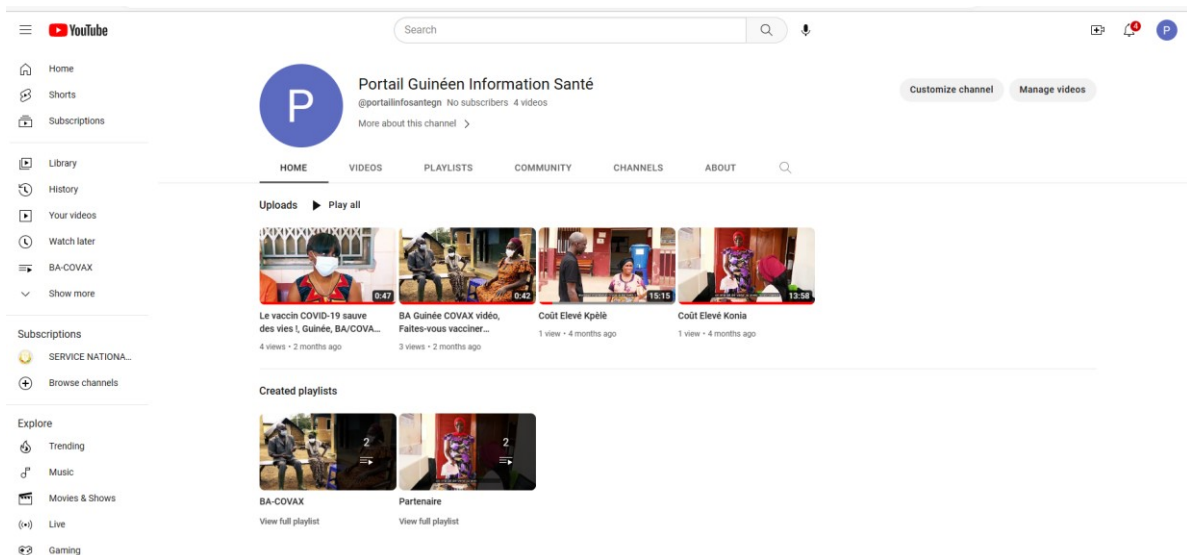 YouTube
Search
4
P
Home
Shorts
Subscriptions
Library
History
Your videos
Watch later
BA-COVAX
Show more
Subscriptions
SERVICE NATIONA...
Browse channels
Explore
Trending
Music
Movies & Shows
Live
Gaming
P
Portail Guinéen Information Santé
@portailinfosantegn No subscribers 4 videos
More about this channel
Customize channel Manage videos
HOME VIDEOS PLAYLISTS COMMUNITY CHANNELS ABOUT
Uploads Play all
0:47
Le vaccin COVID-19 sauve
des vies !, Guinée, BA/COVA...
4 views • 2 months ago
0:42
BA Guinée COVAX vidéo,
Faites-vous vacciner...
3 views • 2 months ago
15:15
Coût Elevé Kpèlè
1 view • 4 months ago
13:58
Coût Elevé Konia
1 view • 4 months ago
Created playlists
2
BA-COVAX
View full playlist
2
Partenaire
View full playlist